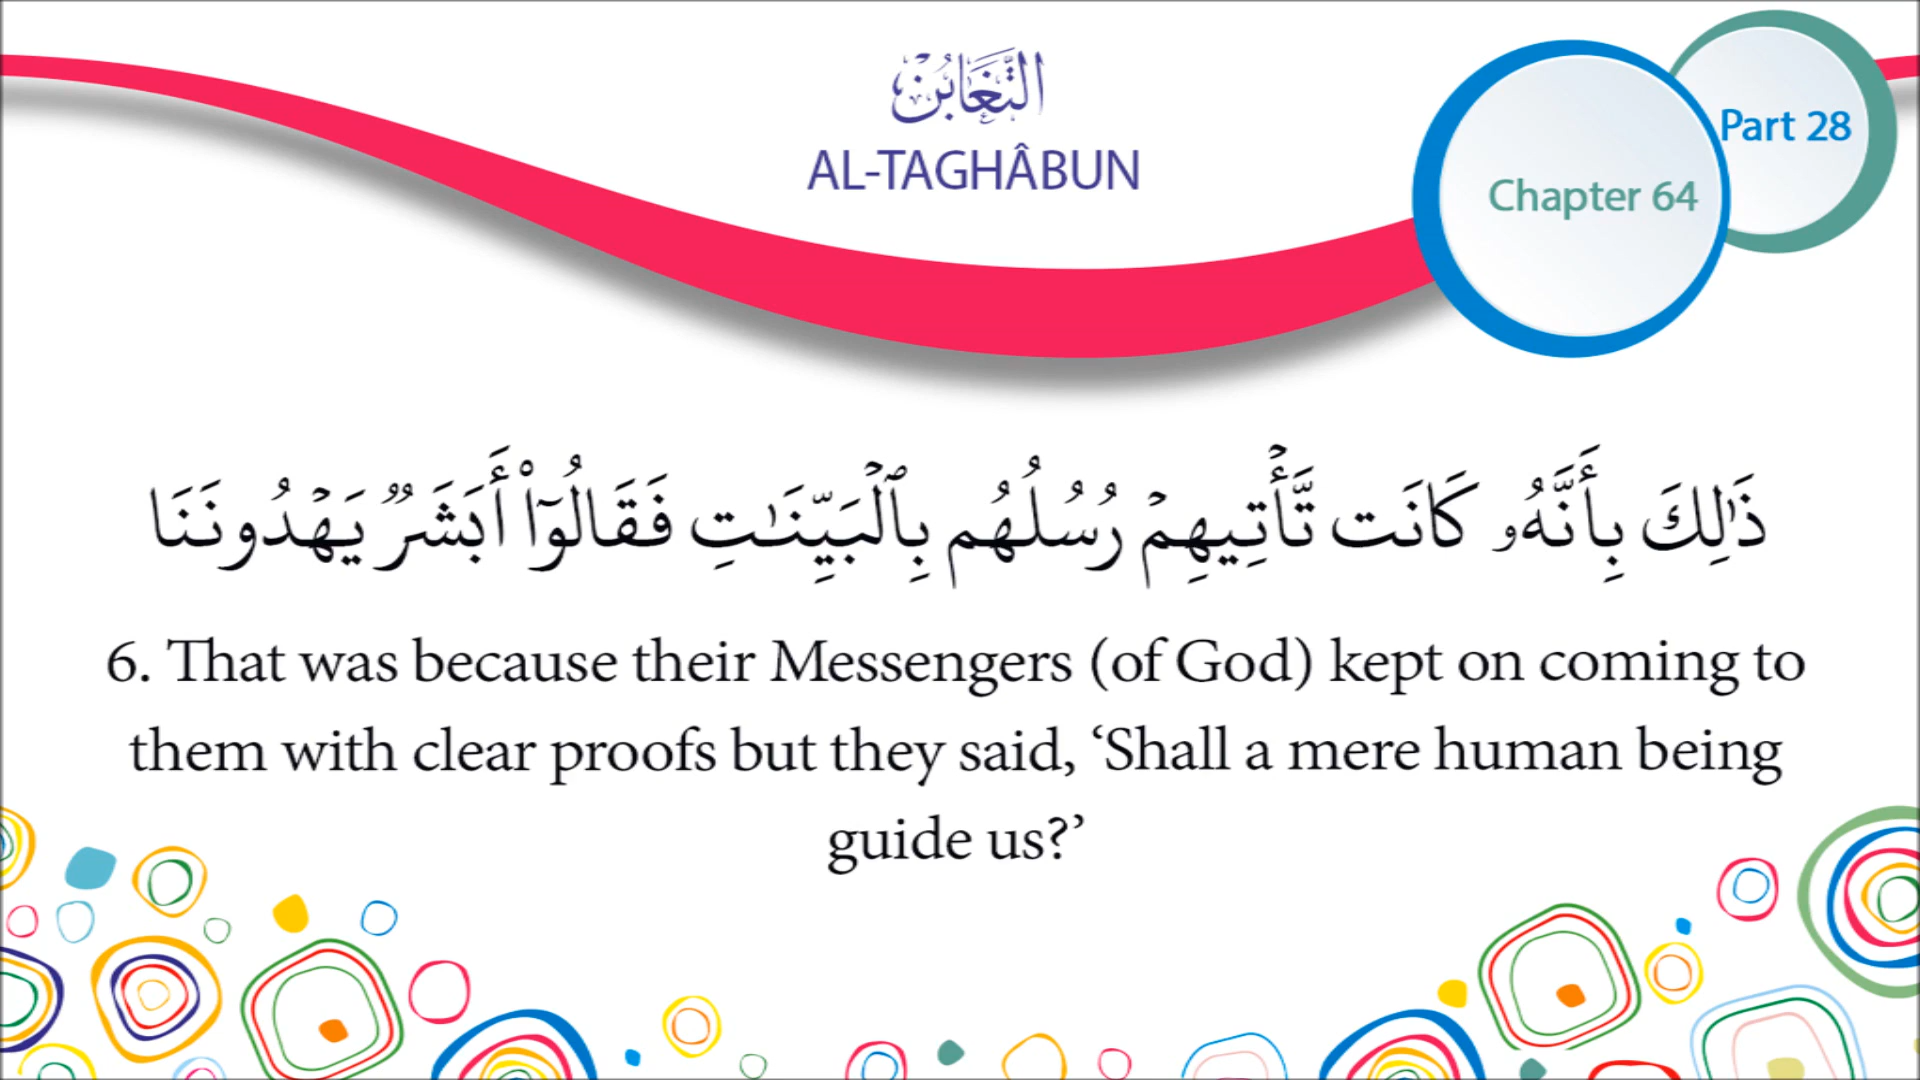 التَّغَابُن
AL-TAGHÂBUN
Part 28
Chapter 64
ذَٰلِكَ بِأَنَّهُۥ كَانَت تَّأۡتِيهِمۡ رُسُلُهُم بِٱلۡبَيِّنَٰتِ فَقَالُوٓاْ أَبَشَرٞ يَهۡدُونَنَا
6. That was because their Messengers (of God) kept on coming to
them with clear proofs but they said, ‘Shall a mere human being
guide us?’